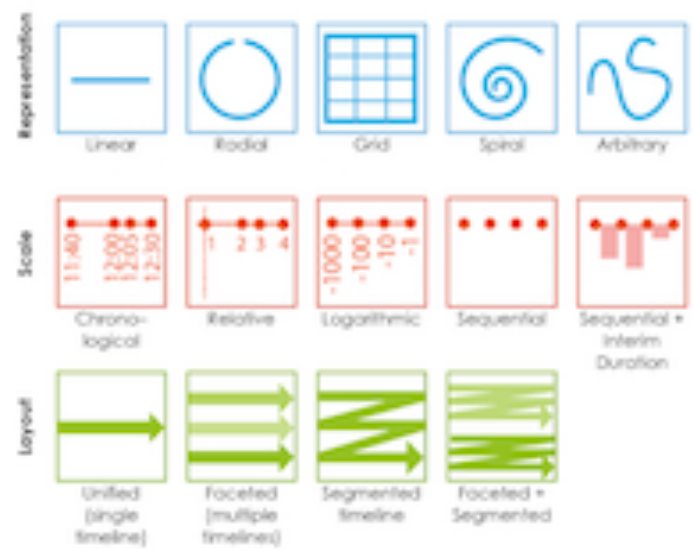 Representation
Linear
Radial
Grid
Spiral
Arbitrary
Scale
11:40
12:00
12:05
12:30
1
2
3
4
-1000
-100
-10
-1
Chrono-
logical
Relative
Logarithmic
Sequential
Sequential +
Interim
Duration
Layout
Unified
(single
timeline)
Faceted
(multiple
timelines)
Segmented
timeline
Faceted +
Segmented